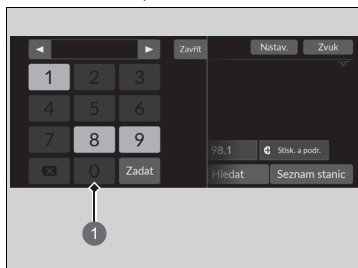 Zavřít
Nastav.
Zvuk
"ST"
1
2
3
4
5
6
7
8
9
0
Zadat
98.1
Stisk. a podr.
Hledat
Seznam stanic
1